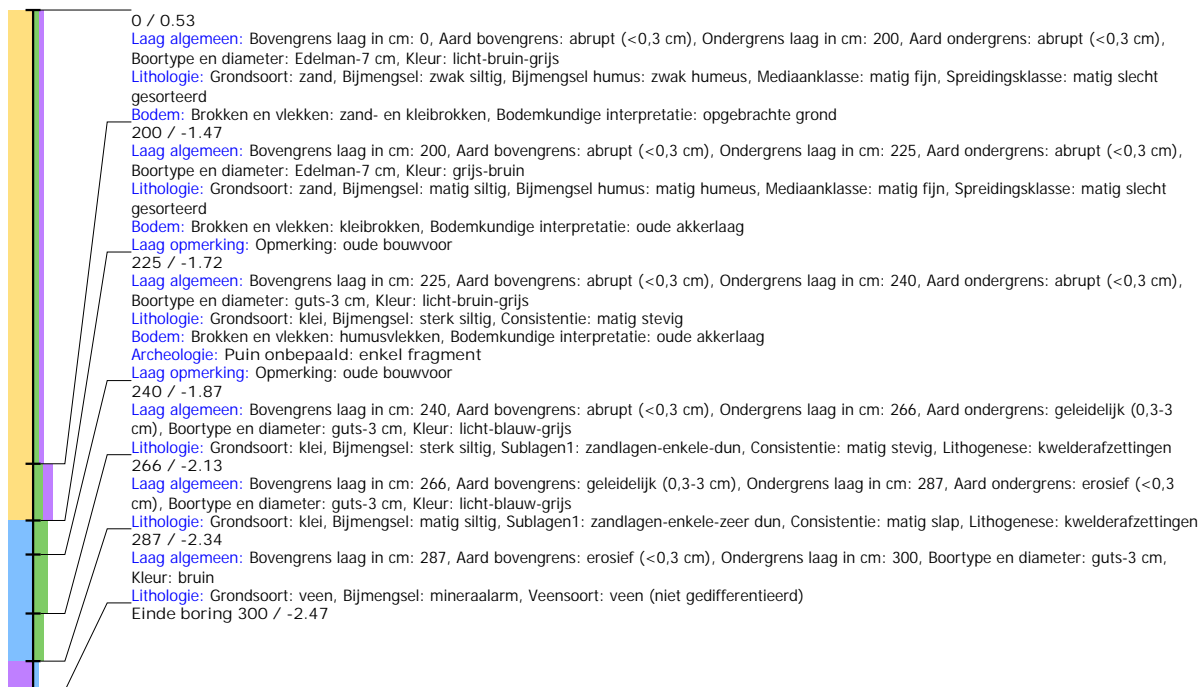 0 / 0.53
Laag algemeen: Bovengrens laag in cm: 0, Aard bovengrens: abrupt (<0,3 cm), Ondergrens laag in cm: 200, Aard ondergrens: abrupt (<0,3 cm),
Boortype en diameter: Edelman-7 cm, Kleur: licht-bruin-grijs
Lithologie: Grondsoort: zand, Bijmengsel: zwak siltig, Bijmengsel humus: zwak humeus, Mediaanklasse: matig fijn, Spreidingsklasse: matig slecht
gesorteerd
Bodem: Brokken en vlekken: zand- en kleibrokken, Bodemkundige interpretatie: opgebrachte grond
200 / -1.47
Laag algemeen: Bovengrens laag in cm: 200, Aard bovengrens: abrupt (<0,3 cm), Ondergrens laag in cm: 225, Aard ondergrens: abrupt (<0,3 cm),
Boortype en diameter: Edelman-7 cm, Kleur: grijs-bruin
Lithologie: Grondsoort: zand, Bijmengsel: matig siltig, Bijmengsel humus: matig humeus, Mediaanklasse: matig fijn, Spreidingsklasse: matig slecht
gesorteerd
Bodem: Brokken en vlekken: kleibrokken, Bodemkundige interpretatie: oude akkerlaag
Laag opmerking: Opmerking: oude bouwvoor
225 / -1.72
Laag algemeen: Bovengrens laag in cm: 225, Aard bovengrens: abrupt (<0,3 cm), Ondergrens laag in cm: 240, Aard ondergrens: abrupt (<0,3 cm),
Boortype en diameter: guts-3 cm, Kleur: licht-bruin-grijs
Lithologie: Grondsoort: klei, Bijmengsel: sterk siltig, Consistentie: matig stevig
Bodem: Brokken en vlekken: humusvlekken, Bodemkundige interpretatie: oude akkerlaag
Archeologie: Puin onbepaald: enkel fragment
Laag opmerking: Opmerking: oude bouwvoor
240 / -1.87
Laag algemeen: Bovengrens laag in cm: 240, Aard bovengrens: abrupt (<0,3 cm), Ondergrens laag in cm: 266, Aard ondergrens: geleidelijk (0,3-3
cm), Boortype en diameter: guts-3 cm, Kleur: licht-blauw-grijs
Lithologie: Grondsoort: klei, Bijmengsel: sterk siltig, Sublagen1: zandlagen-enkele-dun, Consistentie: matig stevig, Lithogenese: kwelderafzettingen
266 / -2.13
Laag algemeen: Bovengrens laag in cm: 266, Aard bovengrens: geleidelijk (0,3-3 cm), Ondergrens laag in cm: 287, Aard ondergrens: erosief (<0,3
cm), Boortype en diameter: guts-3 cm, Kleur: licht-blauw-grijs
Lithologie: Grondsoort: klei, Bijmengsel: matig siltig, Sublagen1: zandlagen-enkele-zeer dun, Consistentie: matig slap, Lithogenese: kwelderafzettingen
287 / -2.34
Laag algemeen: Bovengrens laag in cm: 287, Aard bovengrens: erosief (<0,3 cm), Ondergrens laag in cm: 300, Boortype en diameter: guts-3 cm,
Kleur: bruin
Lithologie: Grondsoort: veen, Bijmengsel: mineraalarm, Veensoort: veen (niet gedifferentieerd)
Einde boring 300 / -2.47